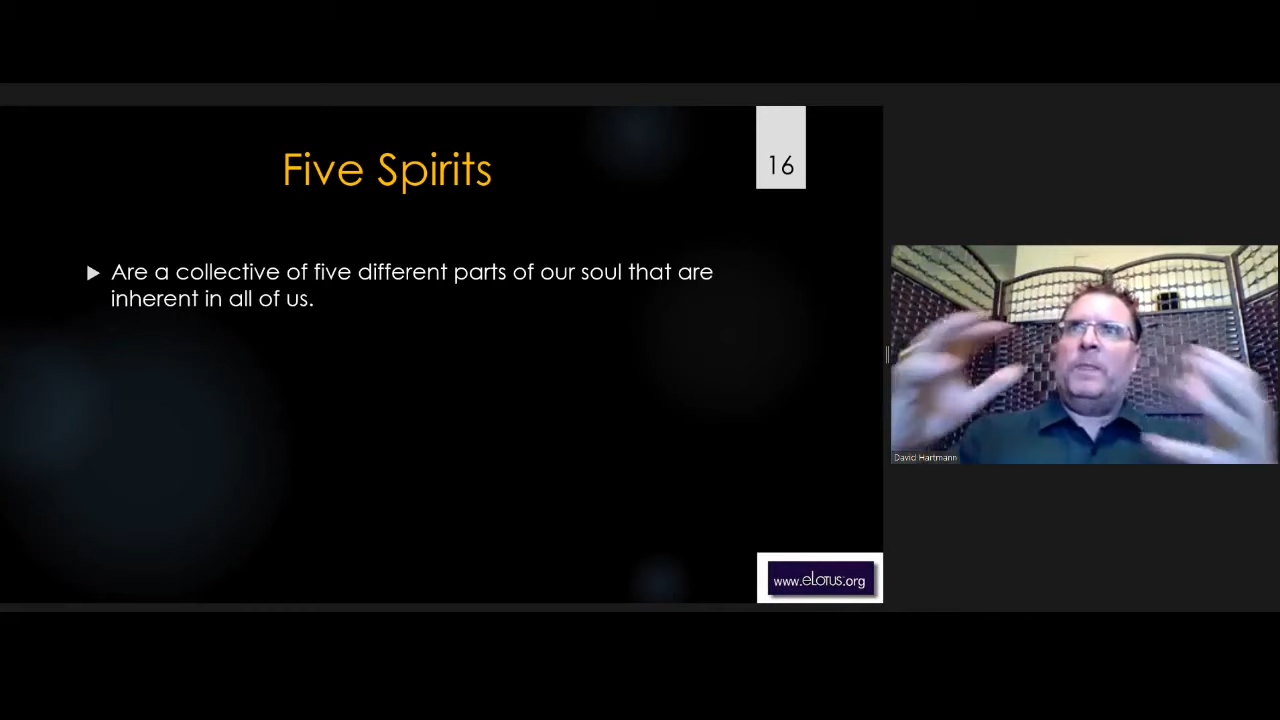 Five Spirits
16
Are a collective of five different parts of our soul that are
inherent in all of us.
David Hartmann
www.eLotus.org